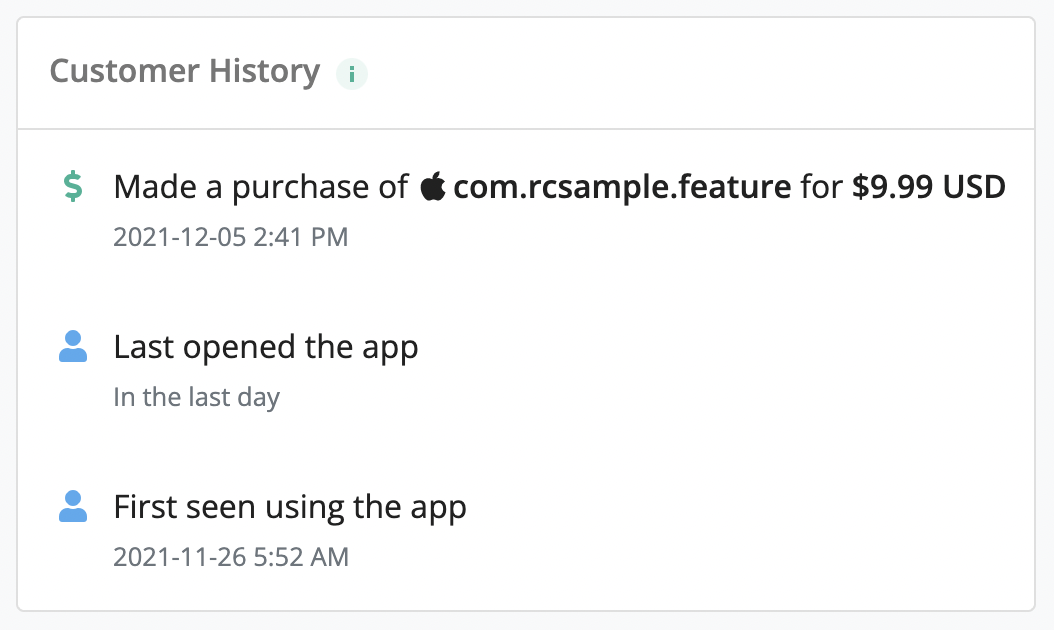 Customer History
Made a purchase of com.rcsample.feature for $9.99 USD
2021-12-05 2:41 PM
Last opened the app
In the last day
First seen using the app
2021-11-26 5:52 AM